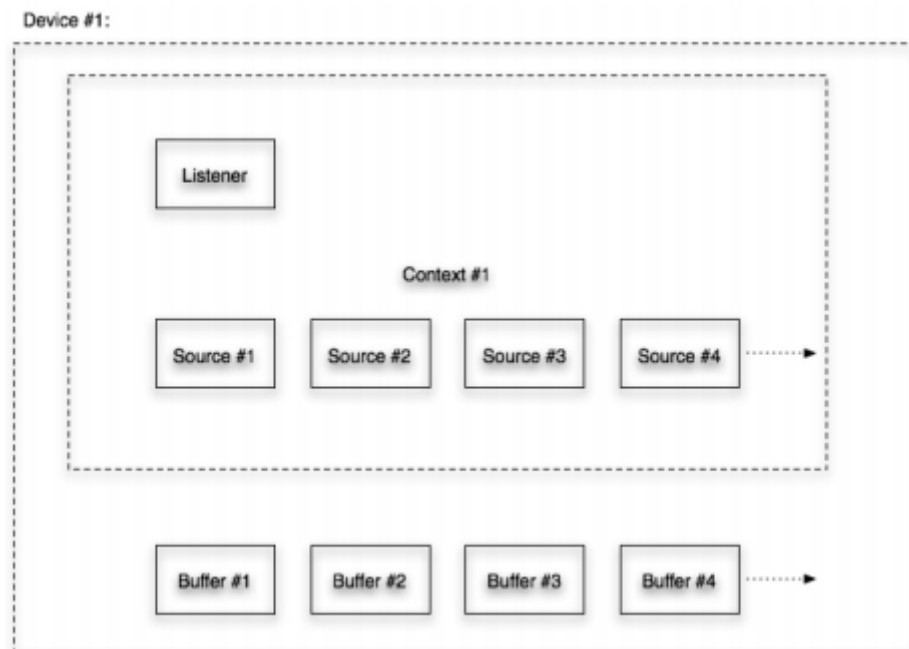 Device #1:
Listener
Context #1
Source #1
Source #2
Source #3
Source #4
Buffer #1
Buffer #2
Buffer #3
Buffer #4